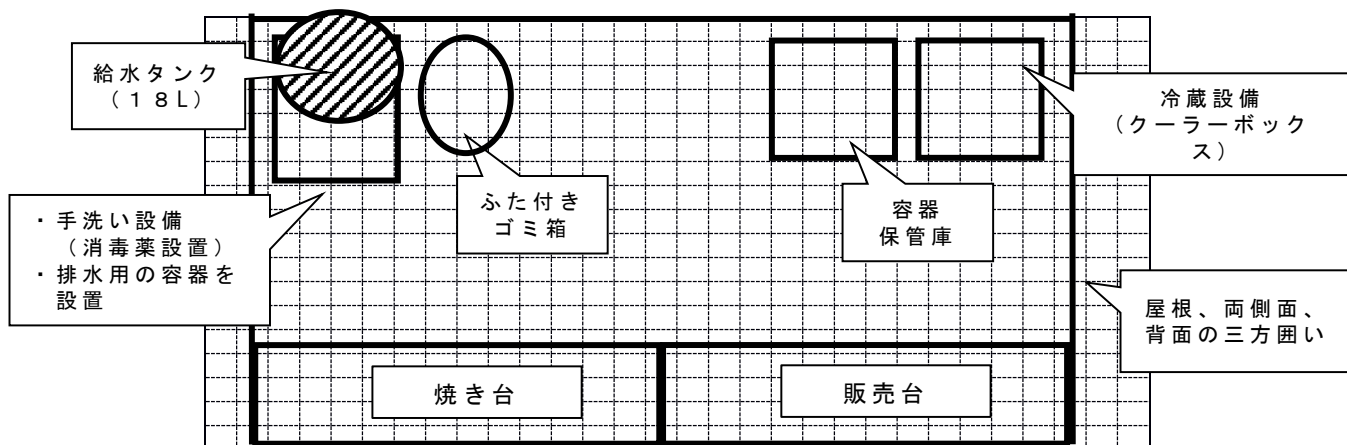 給水タンク
（１８L）
冷蔵設備
（クーラーボック
ス）
ふた付き
ゴミ箱
容器
保管庫
・手洗い設備
（消毒薬設置）
・排水用の容器を
設置
屋根、両側面、
背面の三方囲い
焼き台
販売台